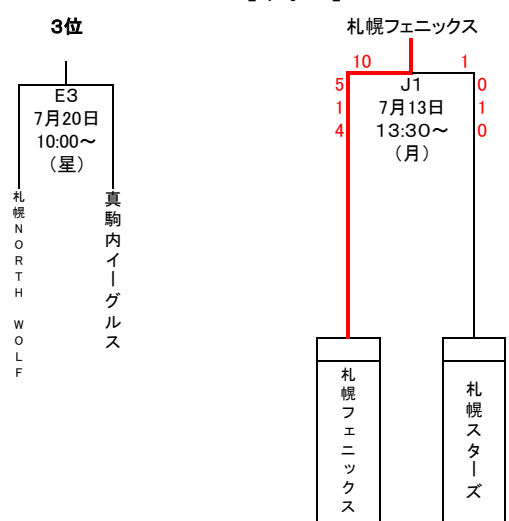 3位
E3
7月20日
10:00～
（星）
札幌NORTH WOLF
真駒内イーグルス
札幌フェニックス
10
1
5
1
4
J1
7月13日
13:30～
（月）
0
1
0
札幌フェニックス
札幌スターズ